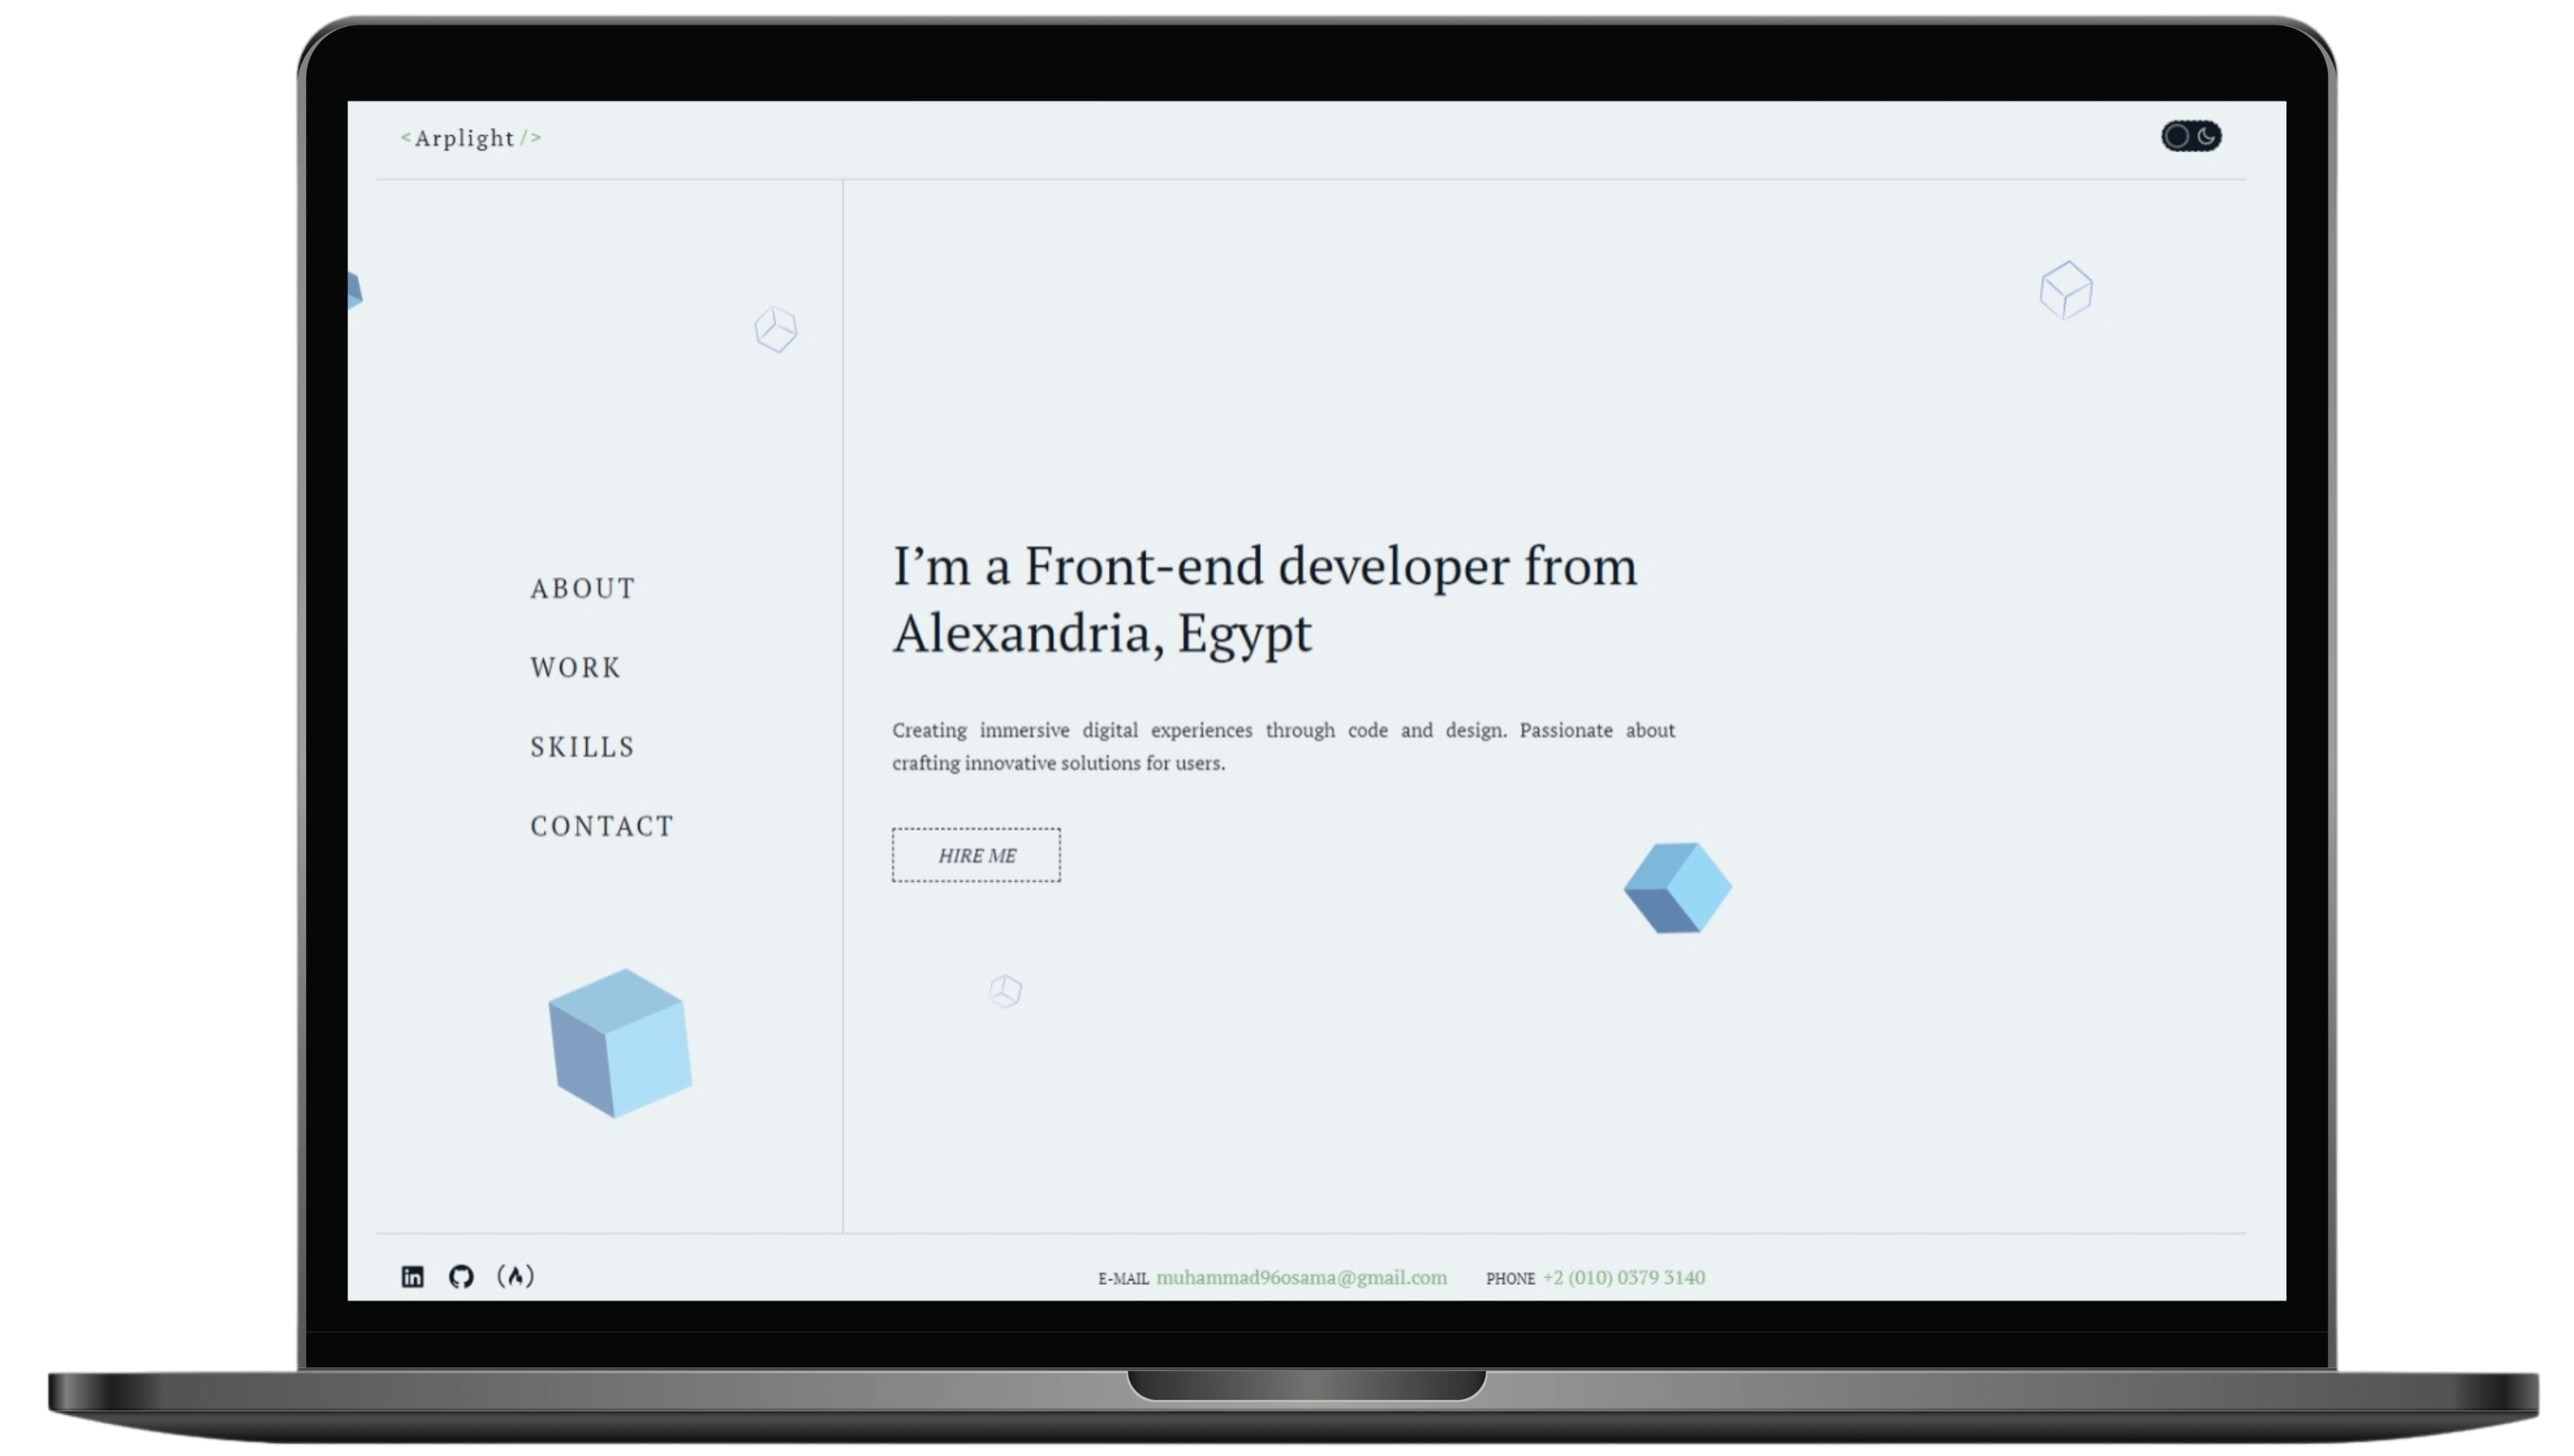 <Arplight/>
ABOUT
WORK
SKILLS
CONTACT
I’m a Front-end developer from
Alexandria, Egypt
Creating immersive digital experiences through code and design. Passionate about
crafting innovative solutions for users.
HIRE ME
in
E-MAIL muhammad96osama@gmail.com PHONE +2 (010) 0379 3140